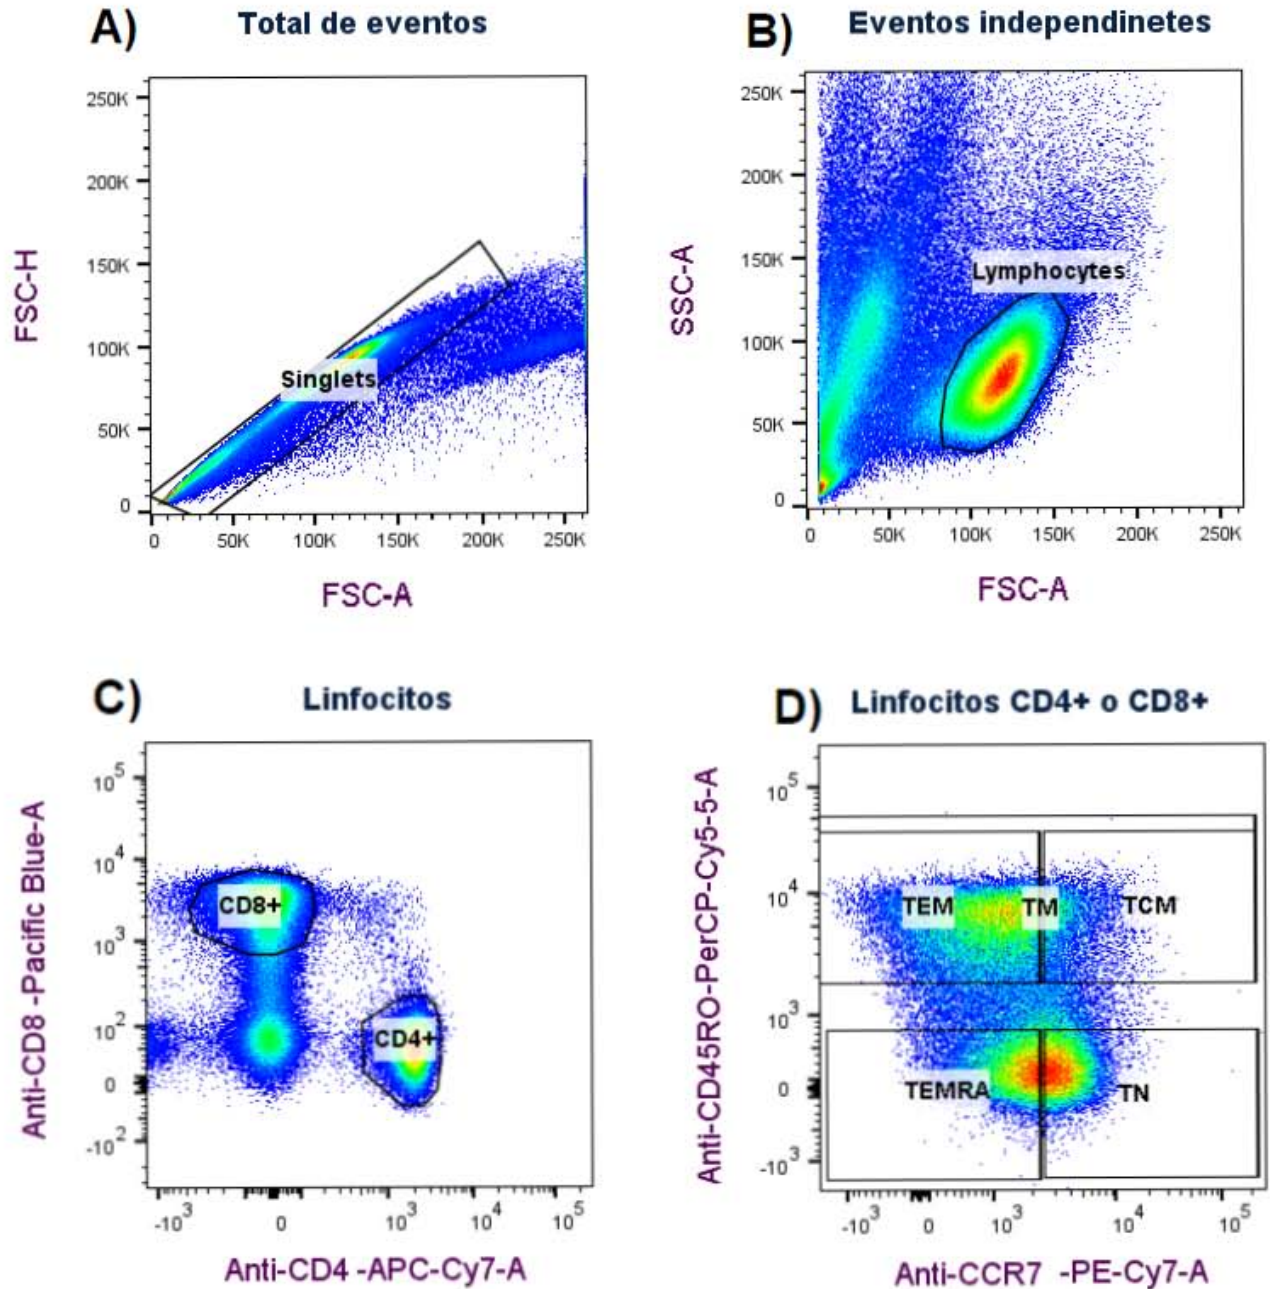 A) Total de eventos
250K
200K
150K
100K
50K
0
FSC-H
Singlets
0 50K 100K 150K 200K 250K
FSC-A
B) Eventos independinetes
250K
200K
150K
100K
50K
0
SSC-A
Lymphocytes
0 50K 100K 150K 200K 250K
FSC-A
C) Linfocitos
10^5
10^4
10^3
10^2
0
-10^2
Anti-CD8 -Pacific Blue-A
CD8+
CD4+
-10^3 0 10^3 10^4 10^5
Anti-CD4 -APC-Cy7-A
D) Linfocitos CD4+ o CD8+
10^5
10^4
10^3
0
-10^3
Anti-CD45RO-PerCP-Cy5-5-A
TEM TM TCM
TEMRA TN
-10^3 0 10^3 10^4 10^5
Anti-CCR7 -PE-Cy7-A